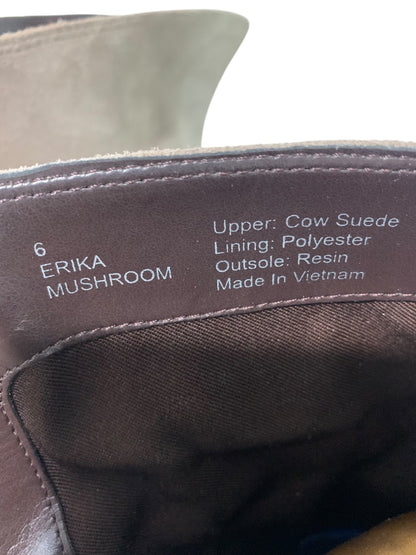 6
ERIKA
MUSHROOM
Upper: Cow Suede
Lining: Polyester
Outsole: Resin
Made In Vietnam